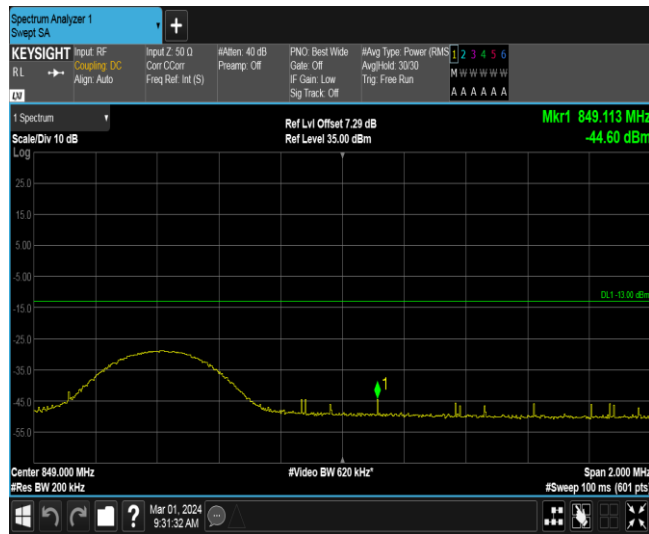 Spectrum Analyzer 1
Swept SA
+
KEYSIGHT
RL
LXI
Input: RF
Coupling: DC
Align: Auto
Input Z: 50 Ω
Corr CCorr
Freq Ref: Int (S)
#Atten: 40 dB
Preamp: Off
PNO: Best Wide
Gate: Off
IF Gain: Low
Sig Track: Off
#Avg Type: Power (RMS
Avg|Hold: 30/30
Trig: Free Run
1 2 3 4 5 6
M W W W W W
A A A A A A
1 Spectrum
Scale/Div 10 dB
Log
Ref Lvl Offset 7.29 dB
Ref Level 35.00 dBm
Mkr1 849.113 MHz
-44.60 dBm
25.0
15.0
5.00
-5.00
DL1 -13.00 dBm
-15.0
-25.0
-35.0
1
-45.0
-55.0
Center 849.000 MHz
#Res BW 200 kHz
#Video BW 620 kHz*
Span 2.000 MHz
#Sweep 100 ms (601 pts
?
Mar 01, 2024
9:31:32 AM